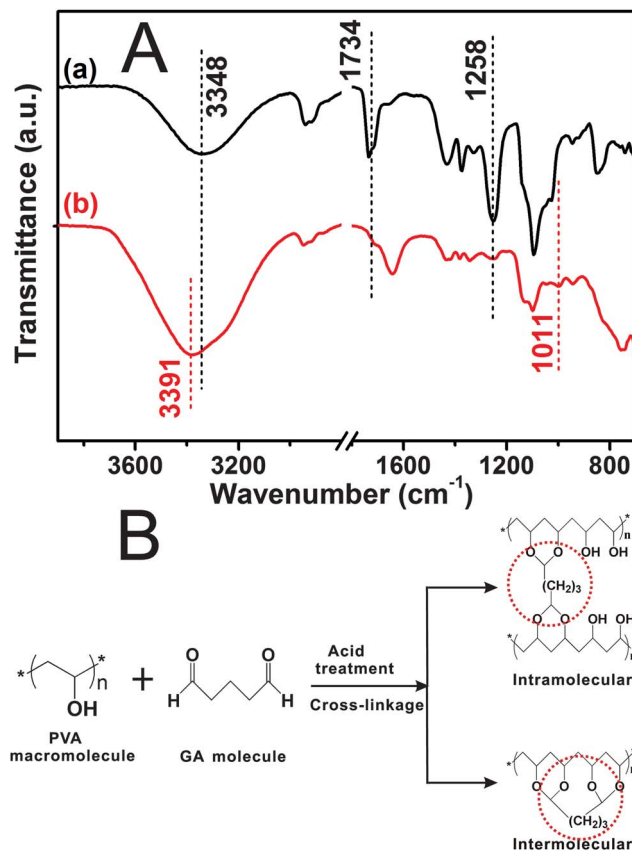 A
(a)
3348
1734
1258
(b)
3391
1011
Transmittance (a.u.)
3600 3200 1600 1200 800
Wavenumber (cm⁻¹)
B
* ( ) n *
OH
PVA
macromolecule
+
O O
H H
GA molecule
Acid
treatment
Cross-linkage
* ( ) n *
O O OH OH
(CH₂)₃
O O OH OH
* ( ) n *
Intramolecular
* ( ) n
O O O O
(CH₂)₃
Intermolecular